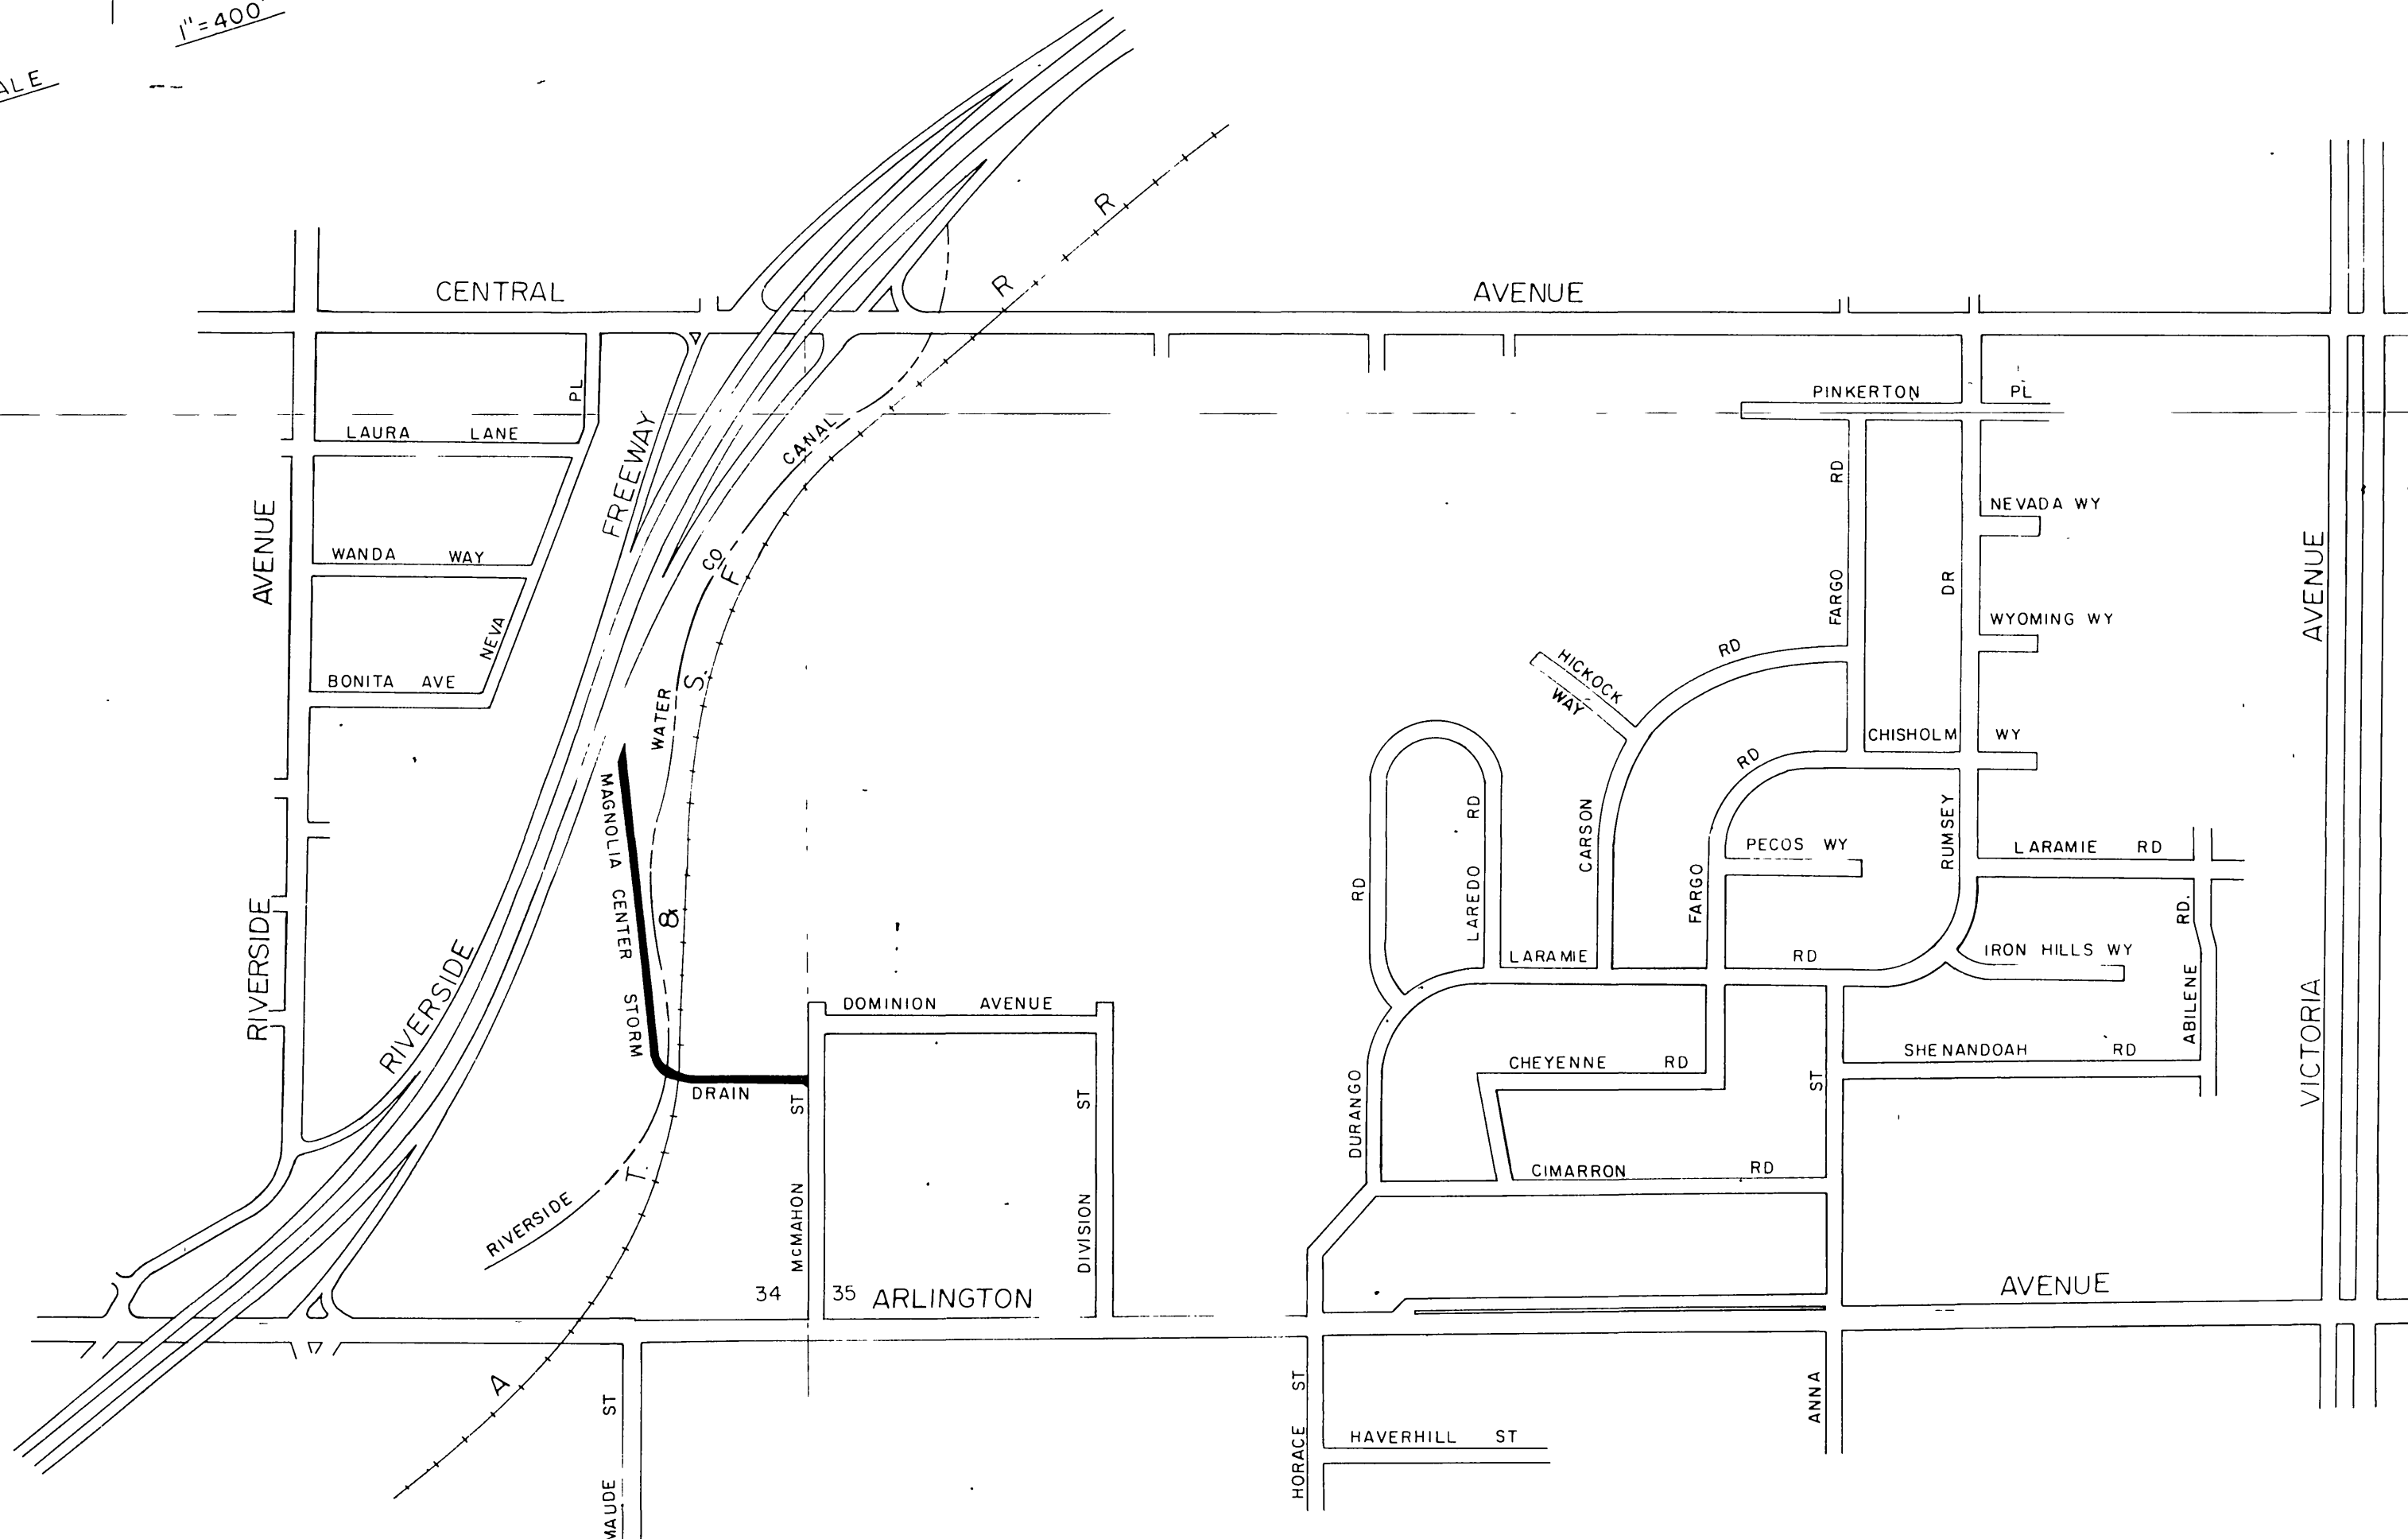 1"=400'
CENTRAL AVENUE
R R
PINKERTON PL
PL
LAURA LANE
FREEWAY
CANAL
RD
AVENUE
NEVADA WY
WANDA WAY
CO
F
FARGO
DR
AVENUE
WYOMING WY
NEVA
HICKOCK
WAY
RD
BONITA AVE
S.
WATER
CHISHOLM WY
RD
MAGNOLIA CENTER STORM
DRAIN
RD
LAREDO RD
CARSON
FARGO
PECOS WY
RUMSEY
LARAMIE RD
RIVERSIDE
RIVERSIDE
&
LARAMIE RD
IRON HILLS WY
ABILENE RD.
VICTORIA
DOMINION AVENUE
CHEYENNE RD
SHENANDOAH RD
ST
ST
ST
DURANGO
T.
CIMARRON RD
RIVERSIDE
McMAHON
DIVISION
34
35
ARLINGTON AVENUE
A
MAUDE ST
HORACE ST
ANNA
HAVERHILL ST